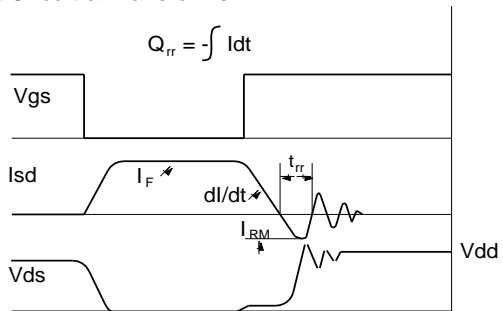 Q_rr = -∫ Idt
Vgs
Isd
I_F
dI/dt
t_rr
I_RM
Vds
Vdd